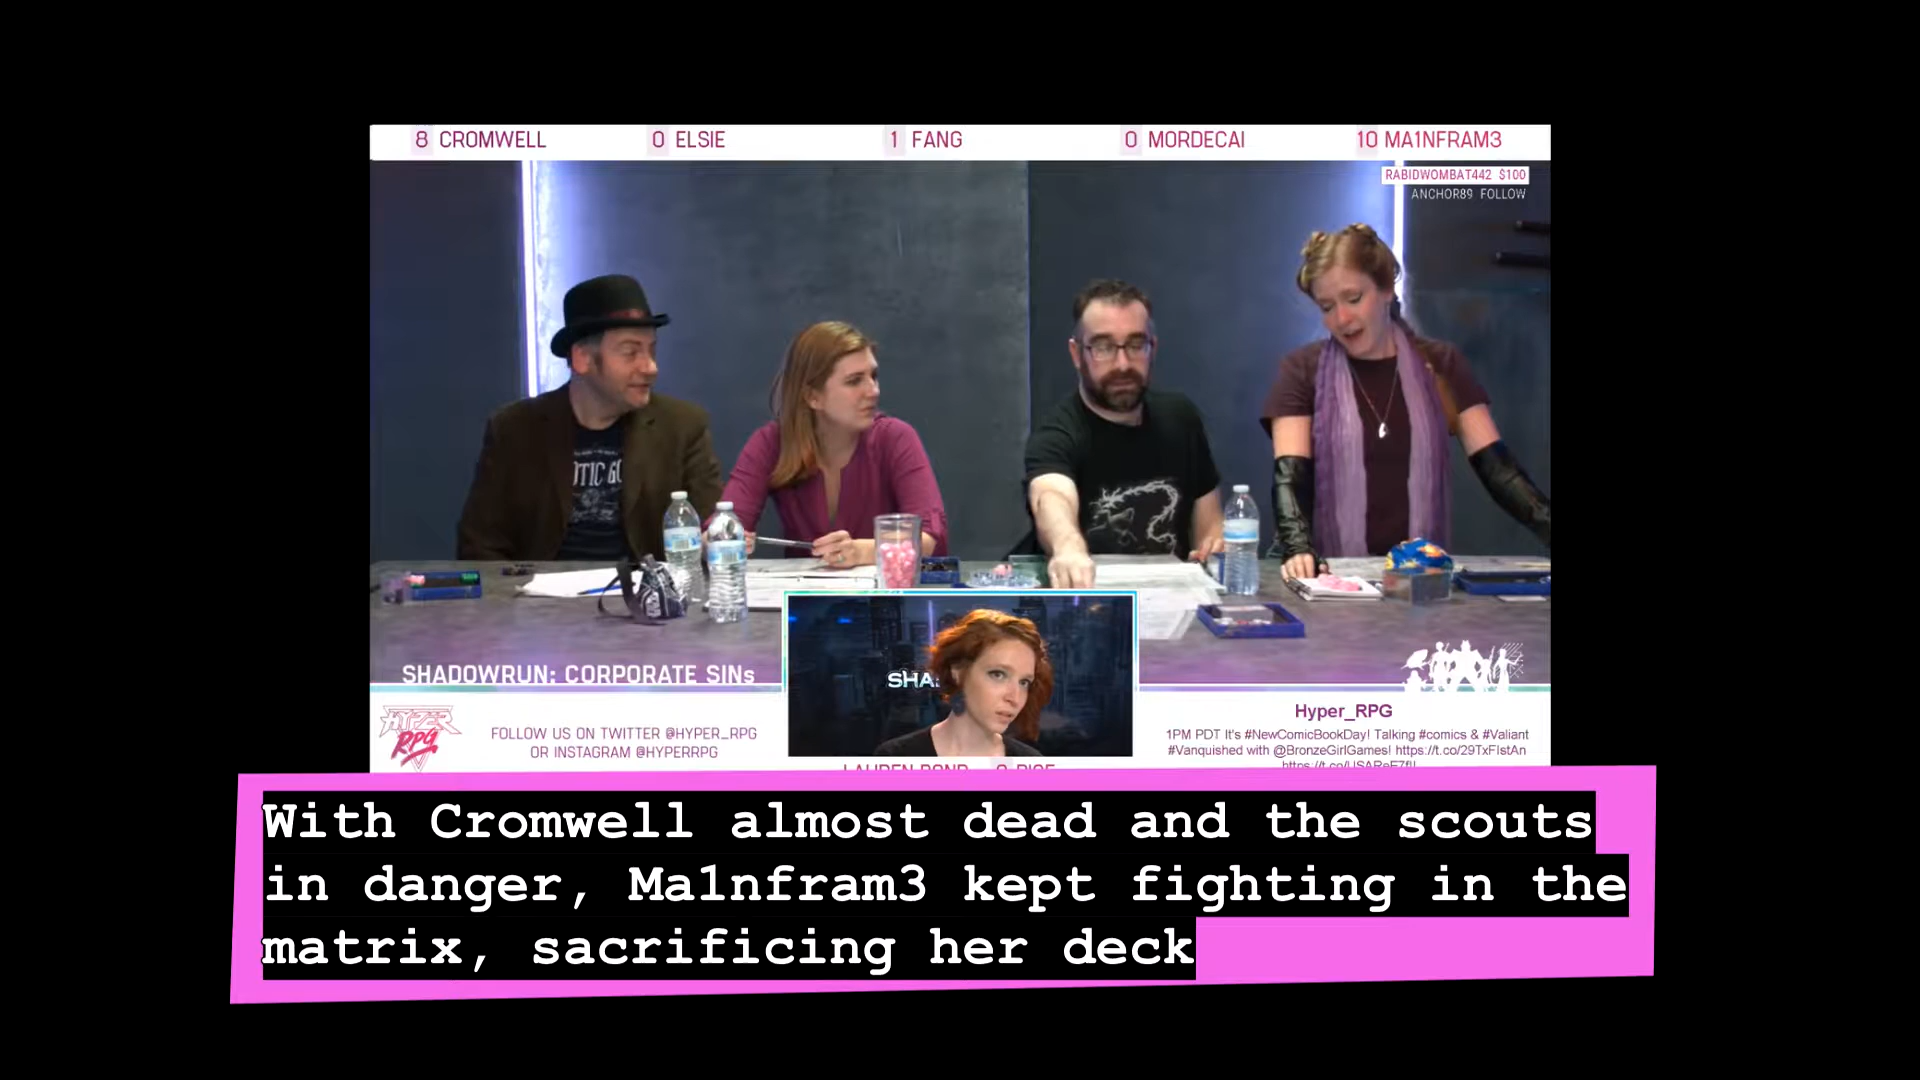 8 CROMWELL
0 ELSIE
1 FANG
0 MORDECAI
10 MA1NFRAM3
RABIDWOMBAT442 $100
ANCHOR89 FOLLOW
SHADOWRUN: CORPORATE SINs
HYPER
RPG
FOLLOW US ON TWITTER @HYPER_RPG
OR INSTAGRAM @HYPERRPG
Hyper_RPG
1PM PDT It's #NewComicBookDay! Talking #comics & #Valiant
#Vanquished with @BronzeGirlGames! https://t.co/29TxFIstAn
With Cromwell almost dead and the scouts
in danger, Ma1nfram3 kept fighting in the
matrix, sacrificing her deck